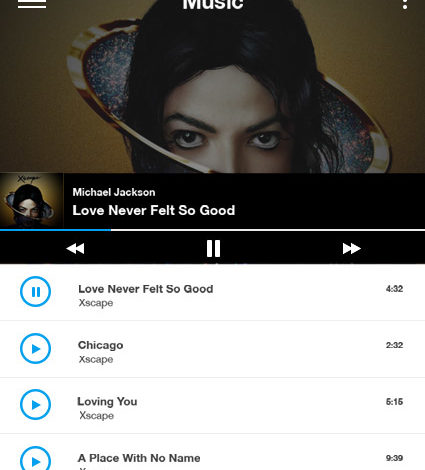 Music
Xscape
Michael Jackson
Love Never Felt So Good
Love Never Felt So Good
4:32
Xscape
Chicago
2:32
Xscape
Loving You
5:15
Xscape
A Place With No Name
9:39